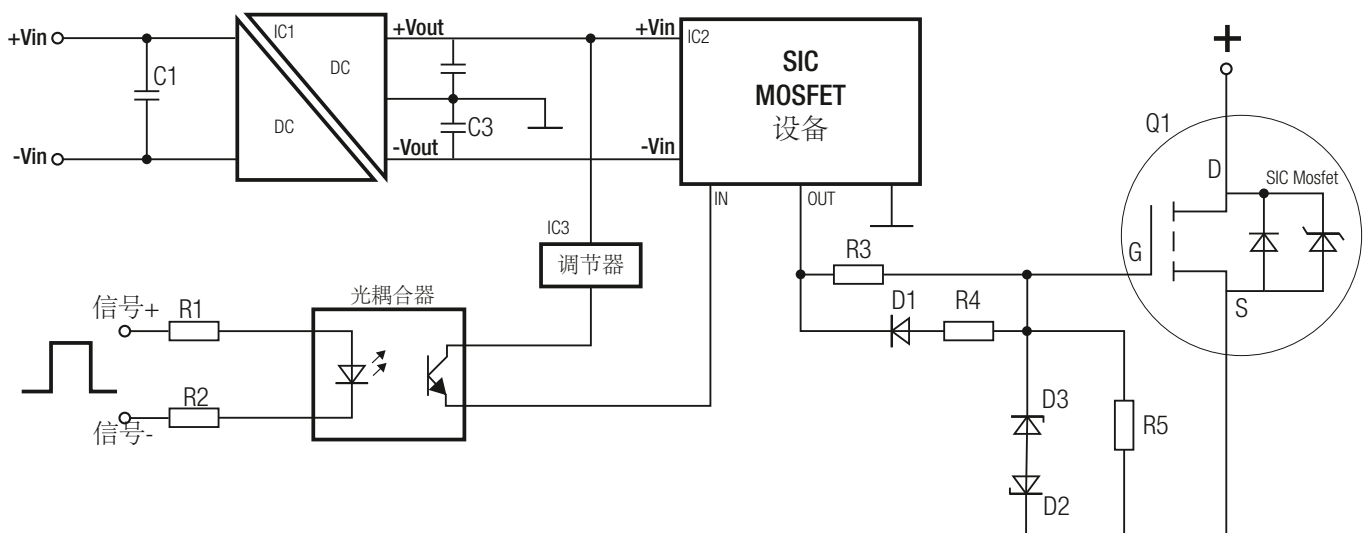 +Vin
-Vin
C1
IC1
DC
DC
+Vout
-Vout
C3
+Vin
-Vin
IC2
SIC
MOSFET
设备
IN
OUT
IC3
调节器
光耦合器
信号+
R1
信号-
R2
R3
D1
R4
D3
D2
R5
+
Q1
D
SIC Mosfet
G
S